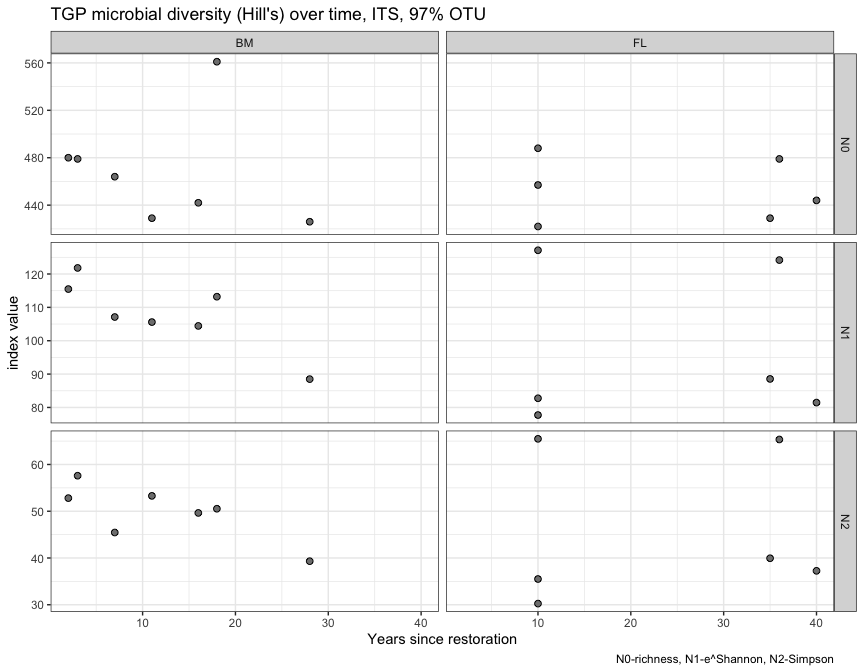 TGP microbial diversity (Hill's) over time, ITS, 97% OTU
BM
FL
560
520
480
440
N0
120
110
100
90
80
N1
60
50
40
30
N2
index value
10
20
30
40
10
20
30
40
Years since restoration
N0-richness, N1-e^Shannon, N2-Simpson